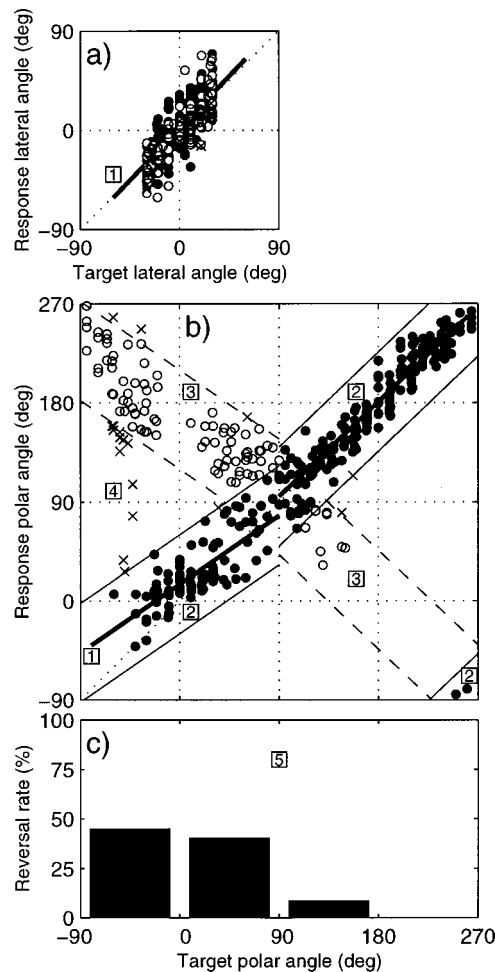 90
a)
0
1
-90
-90 0 90
Response lateral angle (deg)
Target lateral angle (deg)
270
b)
3
2
180
4
90
3
2
0
1
2
-90
Response polar angle (deg)
100
c)
5
75
50
25
0
-90 0 90 180 270
Reversal rate (%)
Target polar angle (deg)